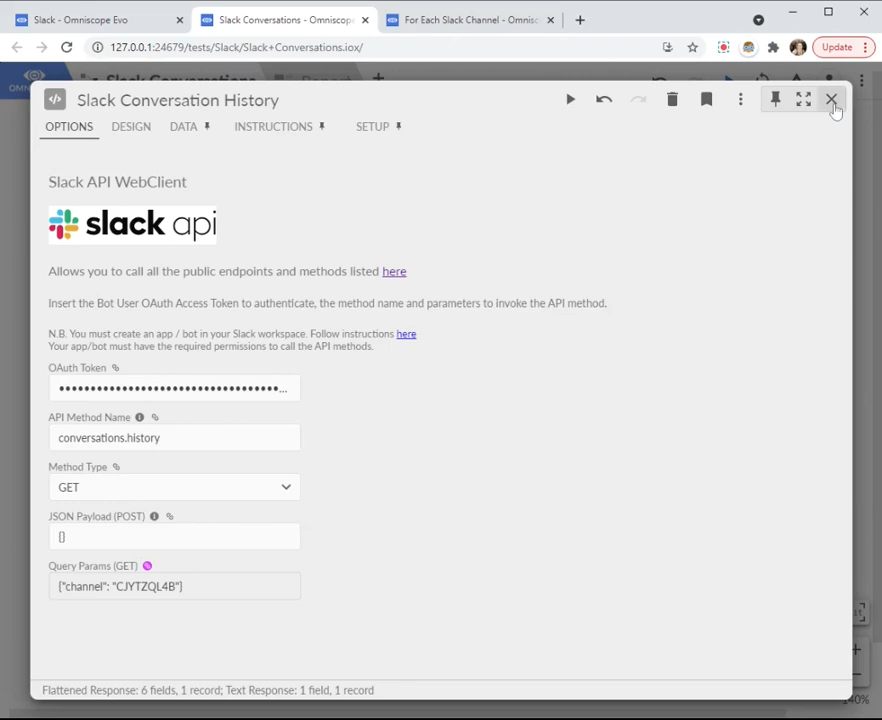 Slack - Omniscope Evo
Slack Conversations - Omniscope
For Each Slack Channel - Omnisc
127.0.0.1:24679/tests/Slack/Slack+Conversations.iox/
Update
Slack Conversation History
OPTIONS DESIGN DATA INSTRUCTIONS SETUP
Slack API WebClient
slack api
Allows you to call all the public endpoints and methods listed here
Insert the Bot User OAuth Access Token to authenticate, the method name and parameters to invoke the API method.
N.B. You must create an app / bot in your Slack workspace. Follow instructions here
Your app/bot must have the required permissions to call the API methods.
OAuth Token
••••••••••••••••••••••••••••••••••••...
API Method Name
conversations.history
Method Type
GET
JSON Payload (POST)
{}
Query Params (GET)
{"channel": "CJYTZQL4B"}
Flattened Response: 6 fields, 1 record; Text Response: 1 field, 1 record